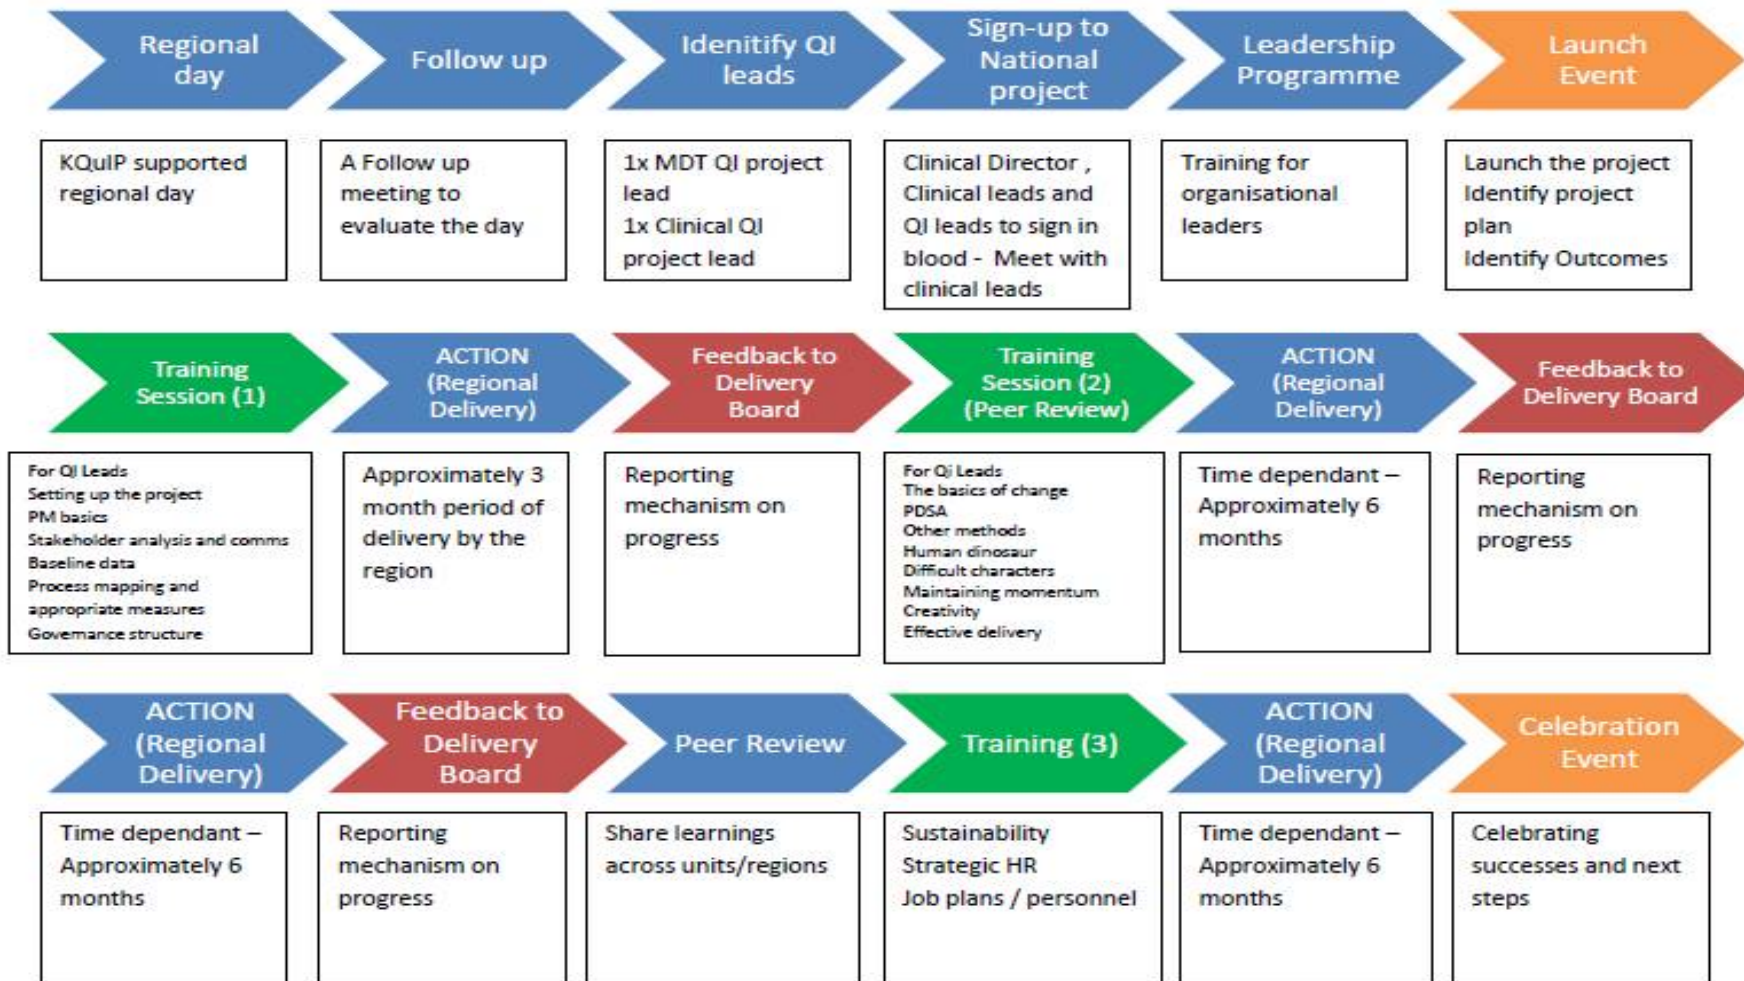 Regional
day
Follow up
Idenitify QI
leads
Sign-up to
National
project
Leadership
Programme
Launch
Event
KQuIP supported
regional day
A Follow up
meeting to
evaluate the day
1x MDT QI project
lead
1x Clinical QI
project lead
Clinical Director ,
Clinical leads and
QI leads to sign in
blood - Meet with
clinical leads
Training for
organisational
leaders
Launch the project
Identify project
plan
Identify Outcomes
Training
Session (1)
ACTION
(Regional
Delivery)
Feedback to
Delivery
Board
Training
Session (2)
(Peer Review)
ACTION
(Regional
Delivery)
Feedback to
Delivery Board
For QI Leads
Setting up the project
PM basics
Stakeholder analysis and comms
Baseline data
Process mapping and
appropriate measures
Governance structure
Approximately 3
month period of
delivery by the
region
Reporting
mechanism on
progress
For Qi Leads
The basics of change
PDSA
Other methods
Human dinosaur
Difficult characters
Maintaining momentum
Creativity
Effective delivery
Time dependant –
Approximately 6
months
Reporting
mechanism on
progress
ACTION
(Regional
Delivery)
Feedback to
Delivery
Board
Peer Review
Training (3)
ACTION
(Regional
Delivery)
Celebration
Event
Time dependant –
Approximately 6
months
Reporting
mechanism on
progress
Share learnings
across units/regions
Sustainability
Strategic HR
Job plans / personnel
Time dependant –
Approximately 6
months
Celebrating
successes and next
steps